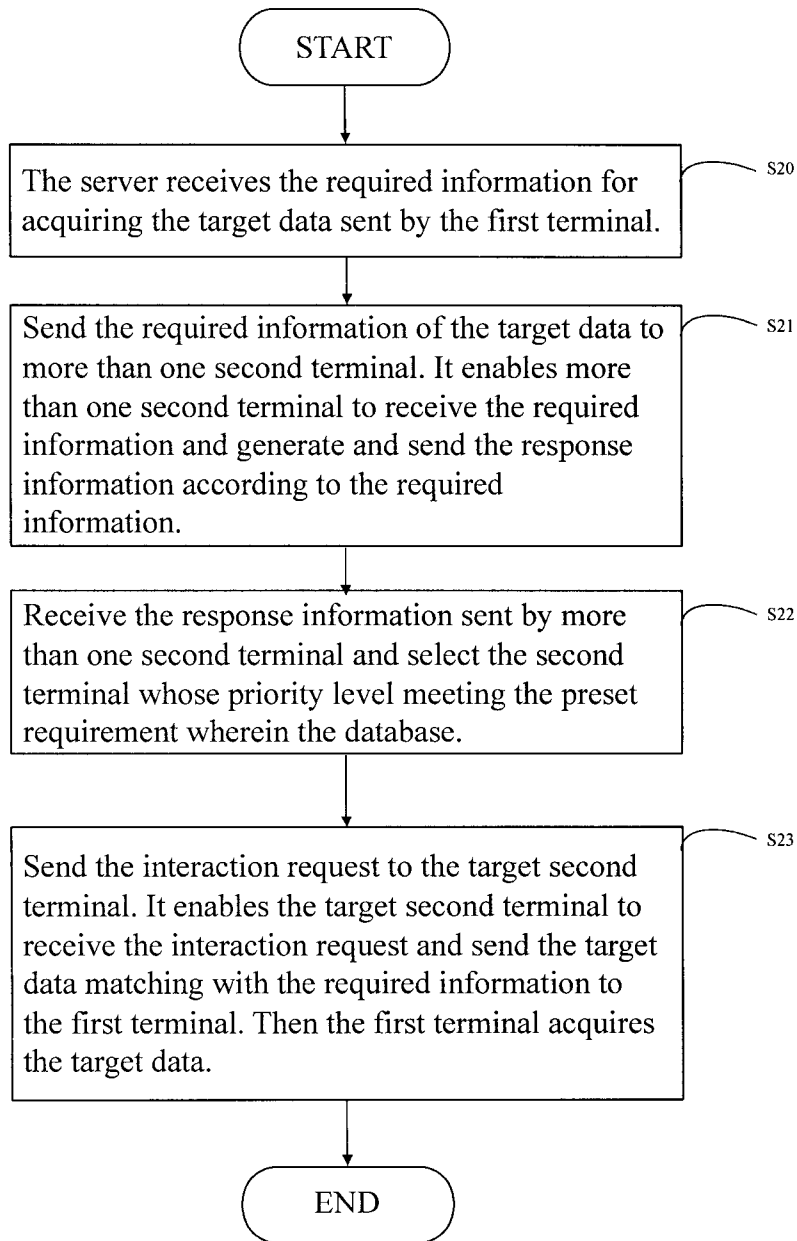 START
The server receives the required information for
acquiring the target data sent by the first terminal.
S20
Send the required information of the target data to
more than one second terminal. It enables more
than one second terminal to receive the required
information and generate and send the response
information according to the required
information.
S21
Receive the response information sent by more
than one second terminal and select the second
terminal whose priority level meeting the preset
requirement wherein the database.
S22
Send the interaction request to the target second
terminal. It enables the target second terminal to
receive the interaction request and send the target
data matching with the required information to
the first terminal. Then the first terminal acquires
the target data.
S23
END